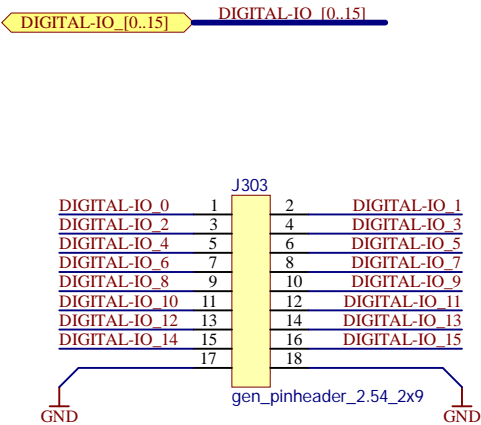 DIGITAL-IO_[0..15] DIGITAL-IO_[0..15]
J303
DIGITAL-IO_0 1 2 DIGITAL-IO_1
DIGITAL-IO_2 3 4 DIGITAL-IO_3
DIGITAL-IO_4 5 6 DIGITAL-IO_5
DIGITAL-IO_6 7 8 DIGITAL-IO_7
DIGITAL-IO_8 9 10 DIGITAL-IO_9
DIGITAL-IO_10 11 12 DIGITAL-IO_11
DIGITAL-IO_12 13 14 DIGITAL-IO_13
DIGITAL-IO_14 15 16 DIGITAL-IO_15
17 18
gen_pinheader_2.54_2x9
GND GND